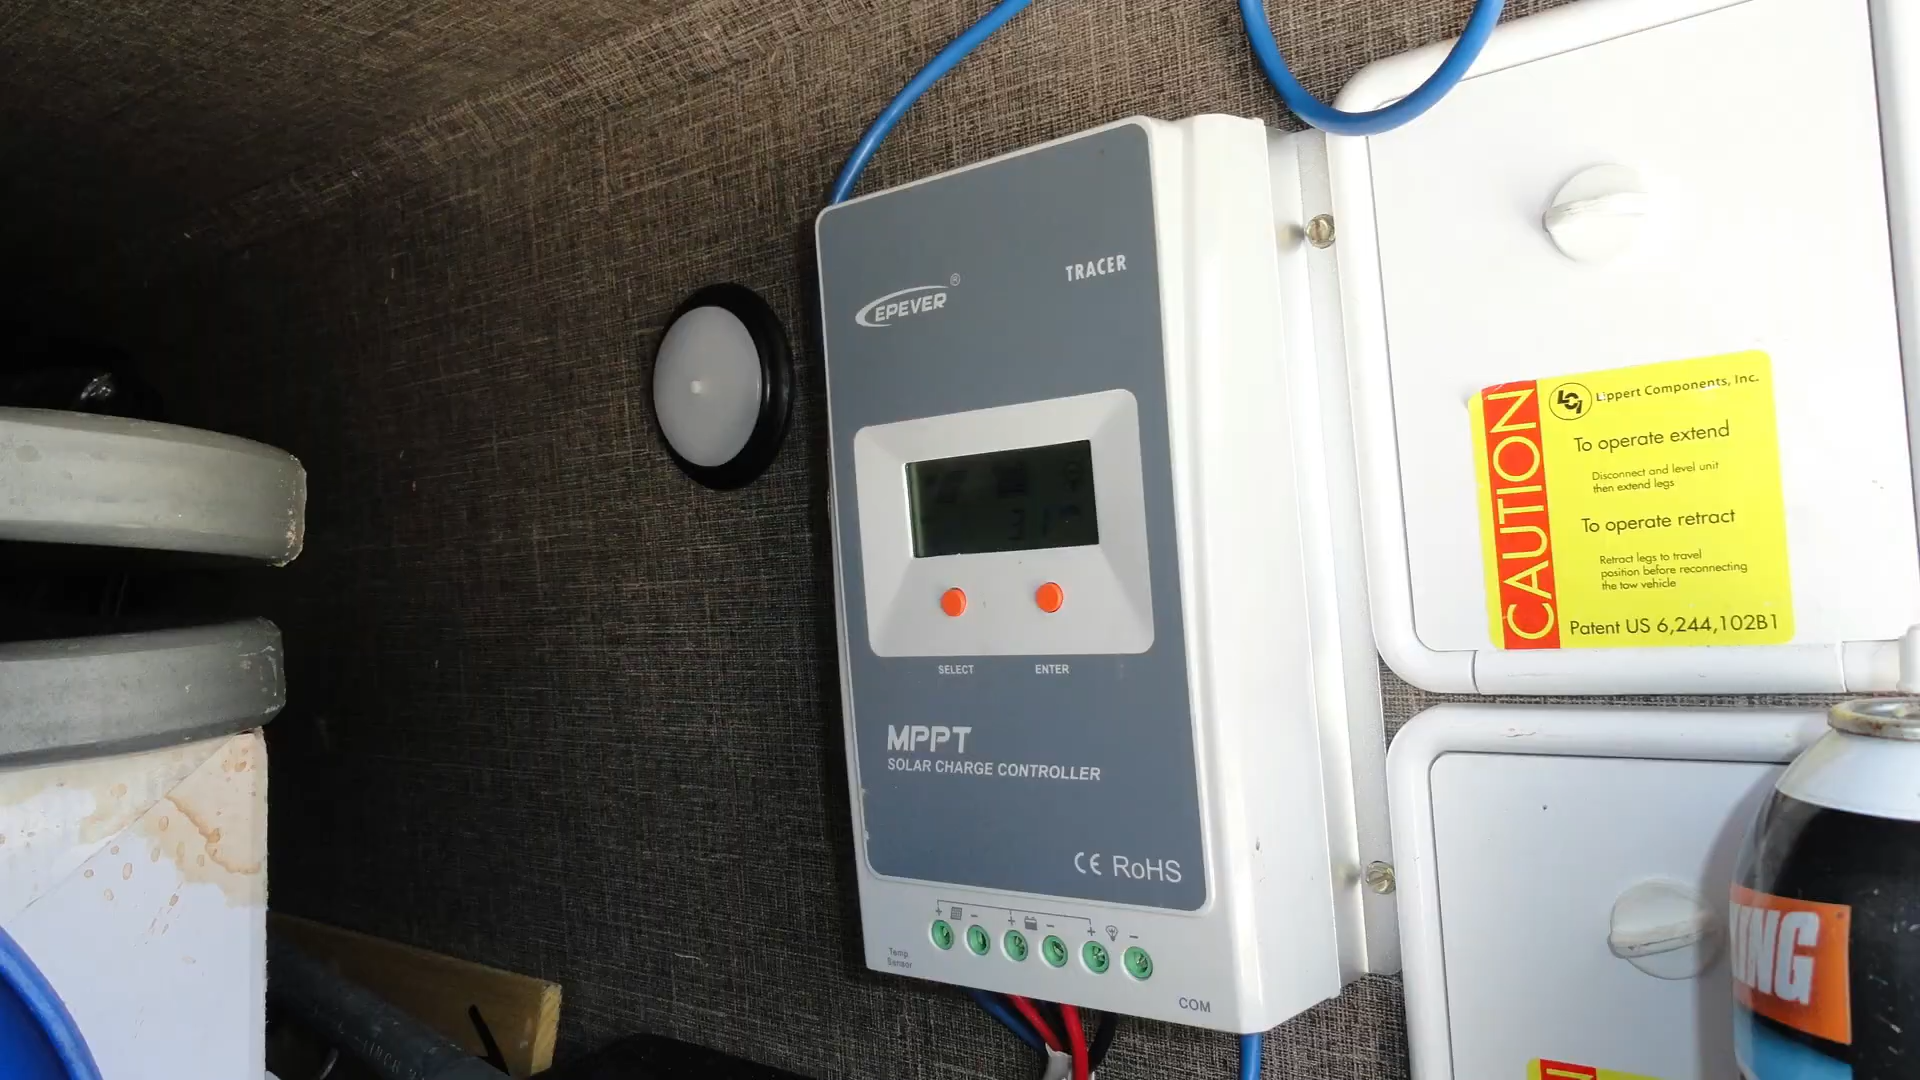 EPEVER®
TRACER
SELECT
ENTER
MPPT
SOLAR CHARGE CONTROLLER
CE RoHS
+ - + - + -
Temp
Sensor
COM
CAUTION
LCI Lippert Components, Inc.
To operate extend
Disconnect and level unit
then extend legs
To operate retract
Retract legs to travel
position before reconnecting
the tow vehicle
Patent US 6,244,102B1
KING